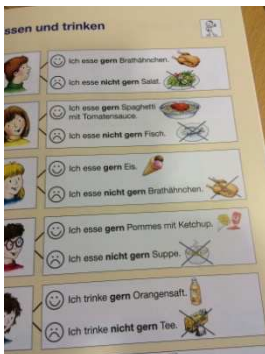 ssen und trinken
Ich esse gern Brathähnchen.
Ich esse nicht gern Salat.
Ich esse gern Spaghetti
mit Tomatensauce.
Ich esse nicht gern Fisch.
Ich esse gern Eis.
Ich esse nicht gern Brathähnchen.
Ich esse gern Pommes mit Ketchup.
Ich esse nicht gern Suppe.
Ich trinke gern Orangensaft.
Ich trinke nicht gern Tee.